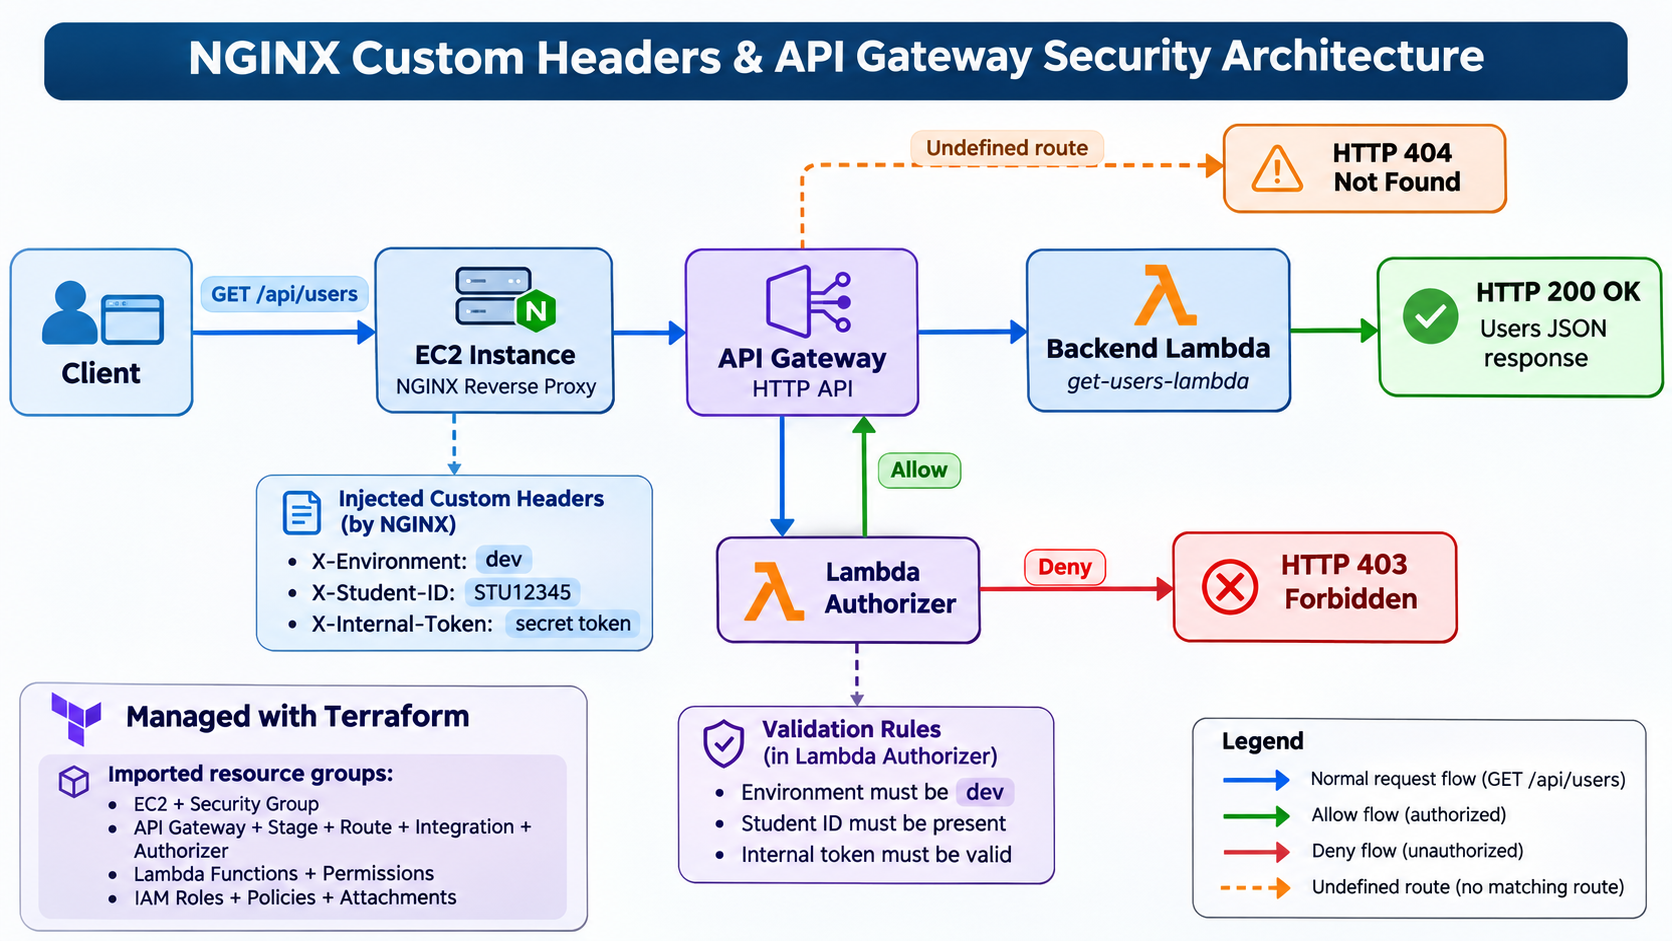 NGINX Custom Headers & API Gateway Security Architecture
Undefined route
HTTP 404
Not Found
Client
GET /api/users
N
EC2 Instance
NGINX Reverse Proxy
API Gateway
HTTP API
Backend Lambda
get-users-lambda
HTTP 200 OK
Users JSON
response
Allow
Injected Custom Headers
(by NGINX)
• X-Environment: dev
• X-Student-ID: STU12345
• X-Internal-Token: secret token
Lambda
Authorizer
Deny
HTTP 403
Forbidden
Managed with Terraform
Imported resource groups:
• EC2 + Security Group
• API Gateway + Stage + Route + Integration +
Authorizer
• Lambda Functions + Permissions
• IAM Roles + Policies + Attachments
Validation Rules
(in Lambda Authorizer)
• Environment must be dev
• Student ID must be present
• Internal token must be valid
Legend
Normal request flow (GET /api/users)
Allow flow (authorized)
Deny flow (unauthorized)
Undefined route (no matching route)